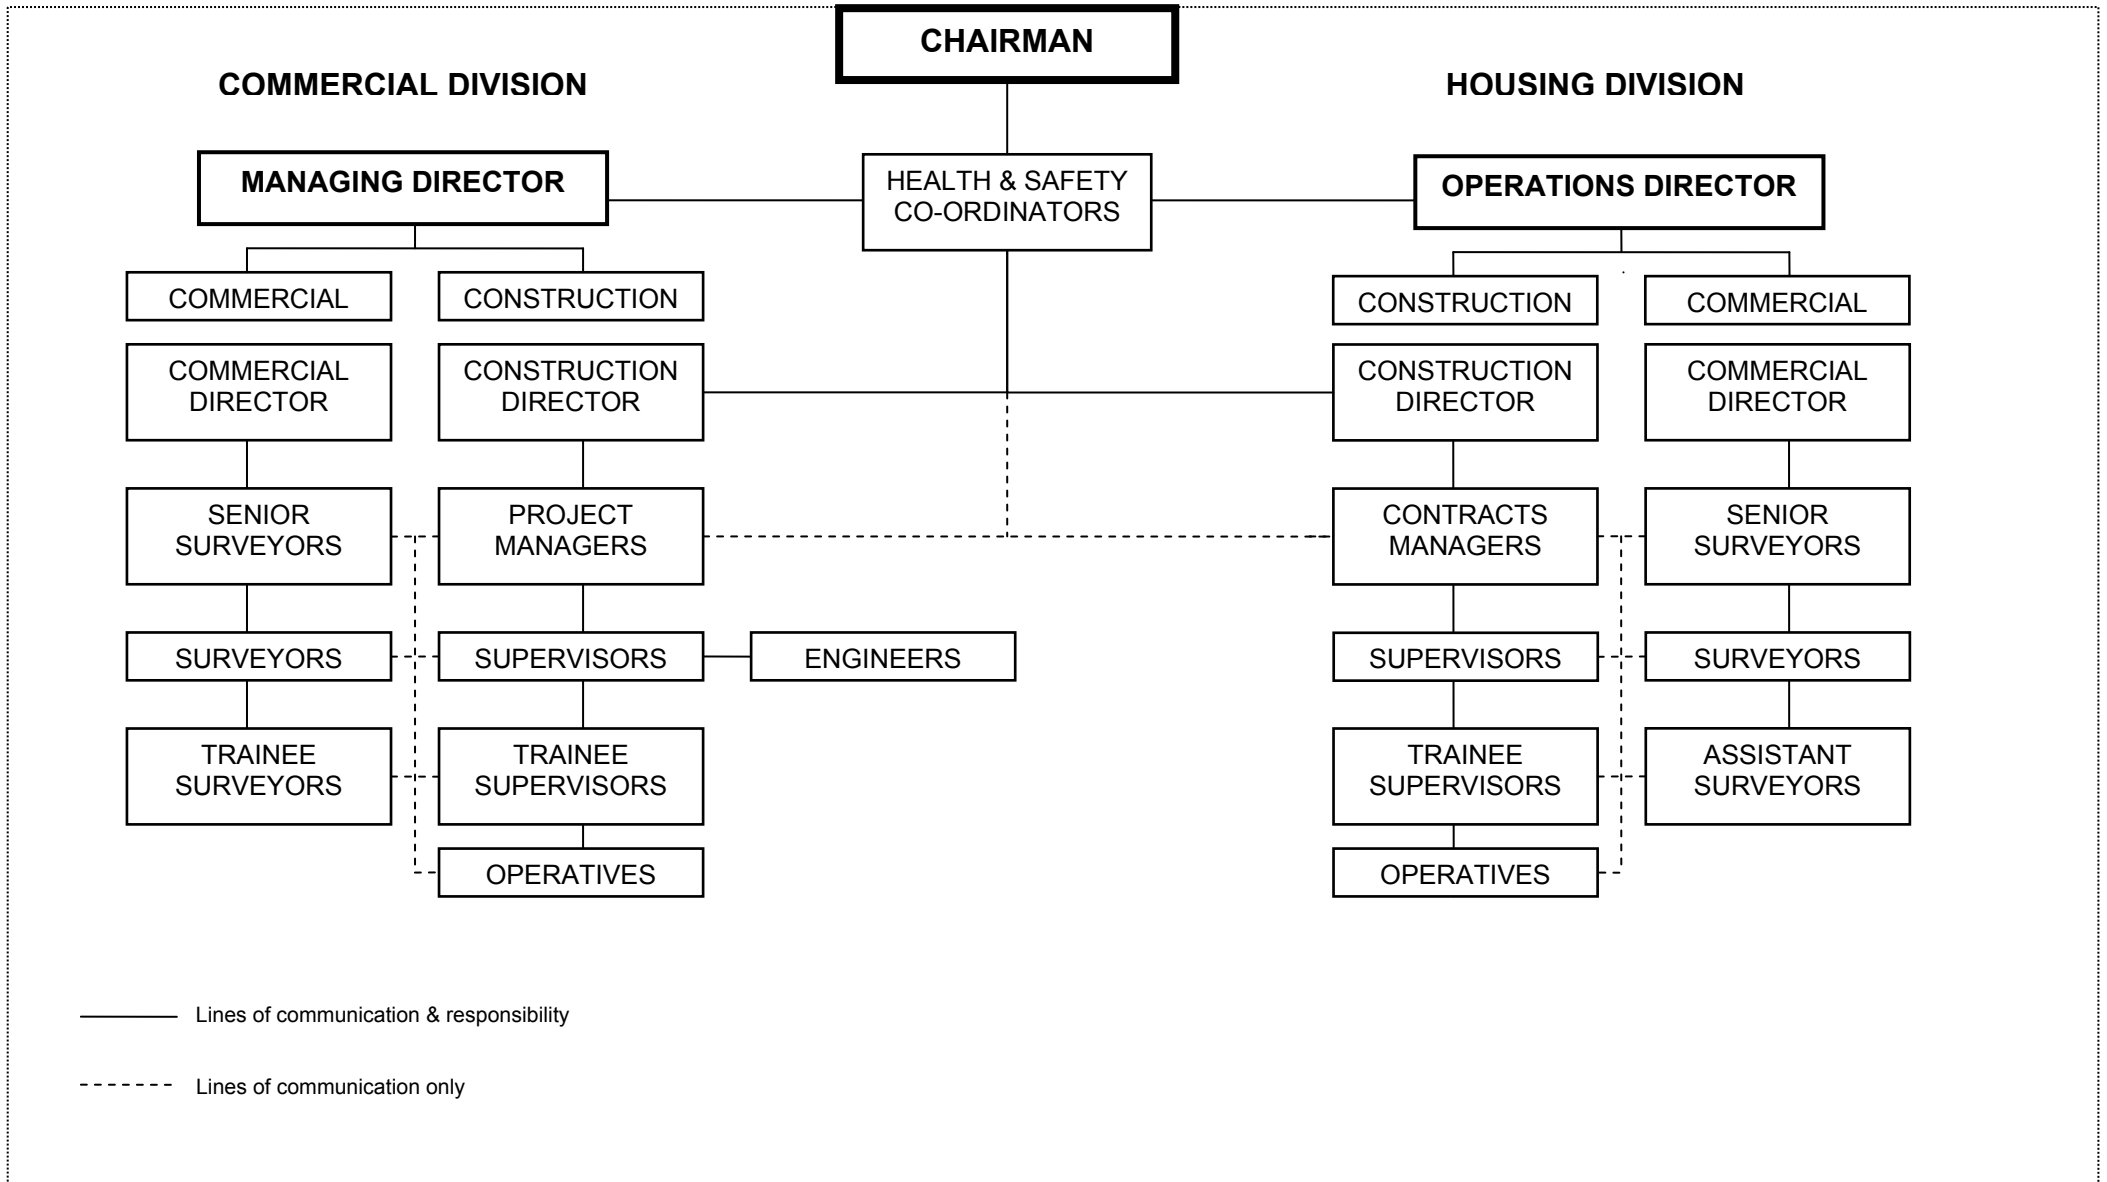 CHAIRMAN
COMMERCIAL DIVISION
HOUSING DIVISION
MANAGING DIRECTOR
HEALTH & SAFETY
CO-ORDINATORS
OPERATIONS DIRECTOR
COMMERCIAL
CONSTRUCTION
CONSTRUCTION
COMMERCIAL
COMMERCIAL
DIRECTOR
CONSTRUCTION
DIRECTOR
CONSTRUCTION
DIRECTOR
COMMERCIAL
DIRECTOR
SENIOR
SURVEYORS
PROJECT
MANAGERS
CONTRACTS
MANAGERS
SENIOR
SURVEYORS
SURVEYORS
SUPERVISORS
ENGINEERS
SUPERVISORS
SURVEYORS
TRAINEE
SURVEYORS
TRAINEE
SUPERVISORS
TRAINEE
SUPERVISORS
ASSISTANT
SURVEYORS
OPERATIVES
OPERATIVES
Lines of communication & responsibility
Lines of communication only